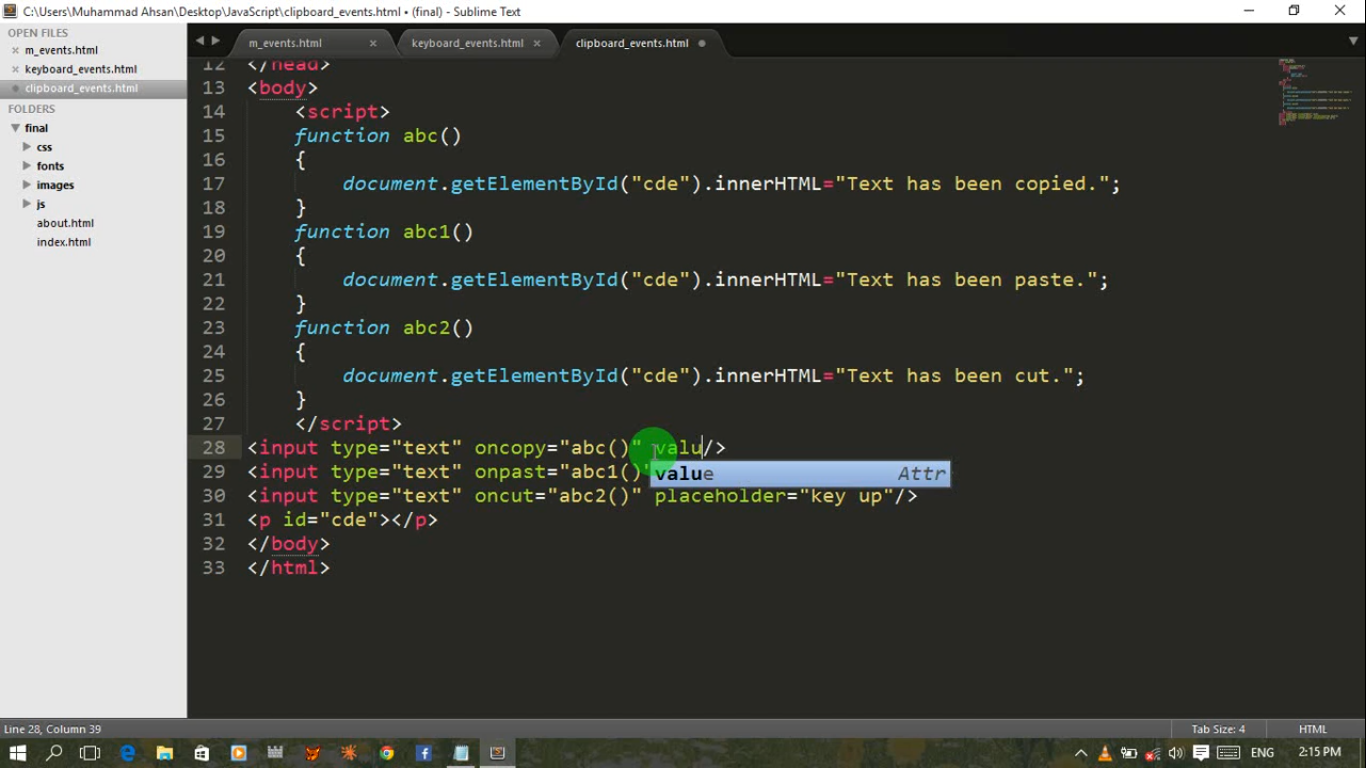 C:\Users\Muhammad Ahsan\Desktop\JavaScript\clipboard_events.html • (final) - Sublime Text
OPEN FILES
m_events.html
keyboard_events.html
clipboard_events.html
FOLDERS
final
css
fonts
images
js
about.html
index.html
m_events.html
keyboard_events.html
clipboard_events.html
12 </head>
13 <body>
14 <script>
15 function abc()
16 {
17 document.getElementById("cde").innerHTML="Text has been copied.";
18 }
19 function abc1()
20 {
21 document.getElementById("cde").innerHTML="Text has been paste.";
22 }
23 function abc2()
24 {
25 document.getElementById("cde").innerHTML="Text has been cut.";
26 }
27 </script>
28 <input type="text" oncopy="abc()" valu/>
29 <input type="text" onpast="abc1()"
value Attr
30 <input type="text" oncut="abc2()" placeholder="key up"/>
31 <p id="cde"></p>
32 </body>
33 </html>
Line 28, Column 39
Tab Size: 4
HTML
ENG
2:15 PM